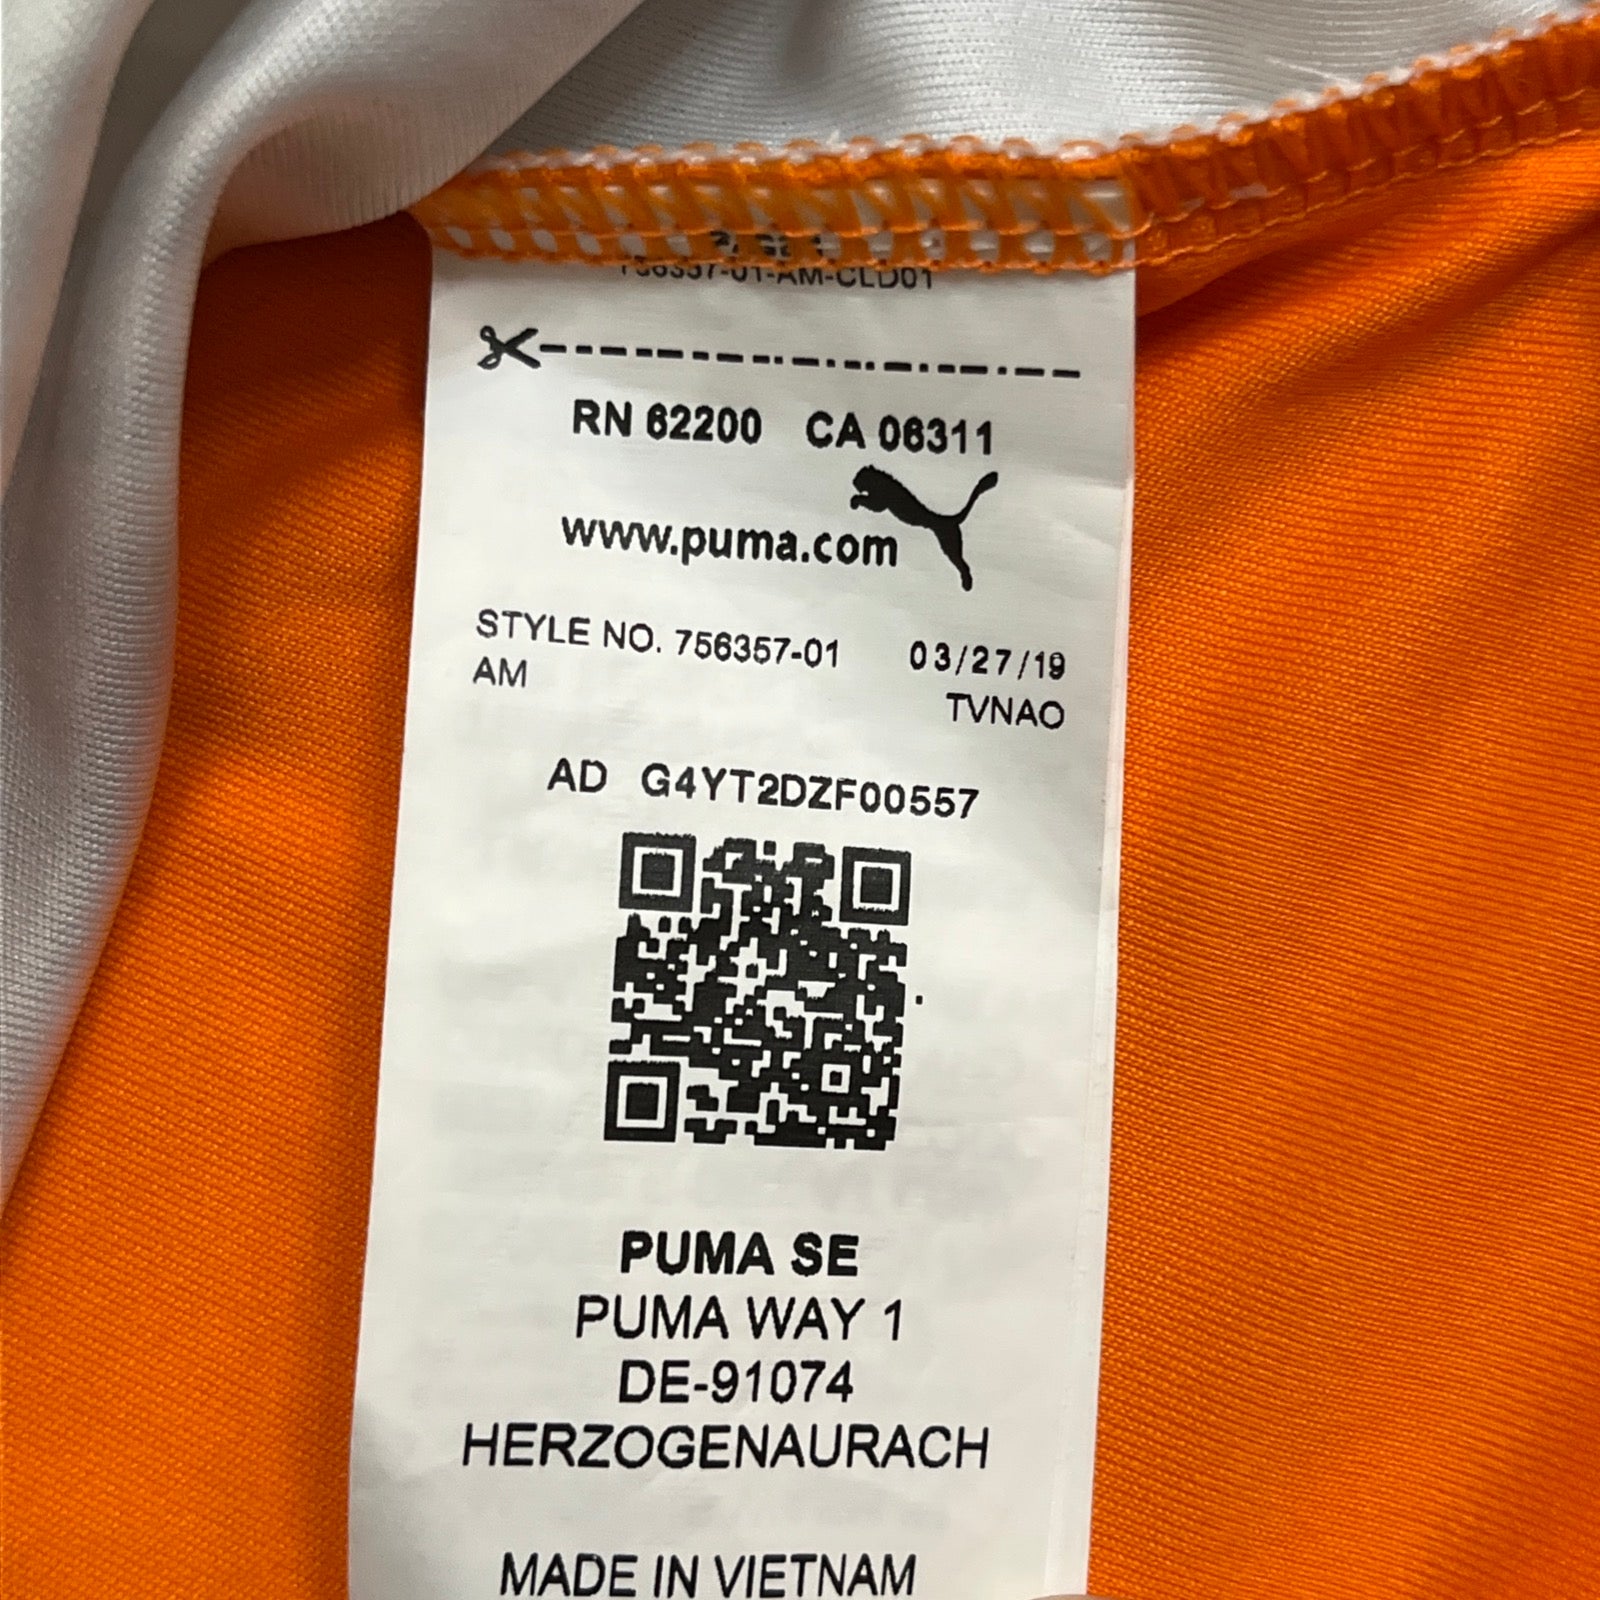 756357-01-AM-CLD01
RN 62200 CA 06311
www.puma.com
STYLE NO. 756357-01 03/27/19
AM TVNAO
AD G4YT2DZF00557
PUMA SE
PUMA WAY 1
DE-91074
HERZOGENAURACH
MADE IN VIETNAM